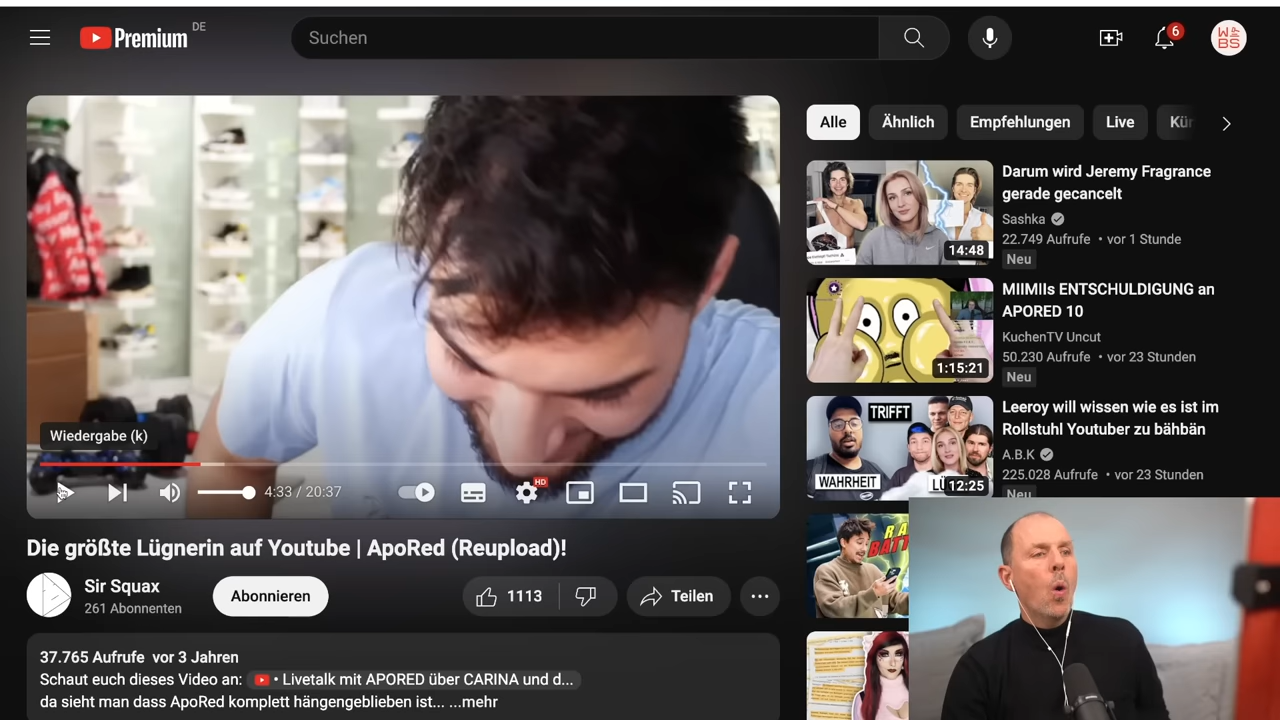 Premium
DE
Suchen
6
WBS
Alle
Ähnlich
Empfehlungen
Live
Kür
Darum wird Jeremy Fragrance
gerade gecancelt
Sashka
22.749 Aufrufe • vor 1 Stunde
Neu
14:48
MIIMIIs ENTSCHULDIGUNG an
APORED 10
KuchenTV Uncut
50.230 Aufrufe • vor 23 Stunden
Neu
1:15:21
Leeroy will wissen wie es ist im
Rollstuhl Youtuber zu bähbän
A.B.K
225.028 Aufrufe • vor 23 Stunden
Neu
TRIFFT
WAHRHEIT
LÜ
12:25
Wiedergabe (k)
4:33 / 20:37
HD
Die größte Lügnerin auf Youtube | ApoRed (Reupload)!
Sir Squax
261 Abonnenten
Abonnieren
1113
Teilen
37.765 Aufrufe vor 3 Jahren
Schaut euch dieses Video an: • Livetalk mit APORED über CARINA und d...
da sieht man dass ApoRed komplett eingeblieben ist... ...mehr